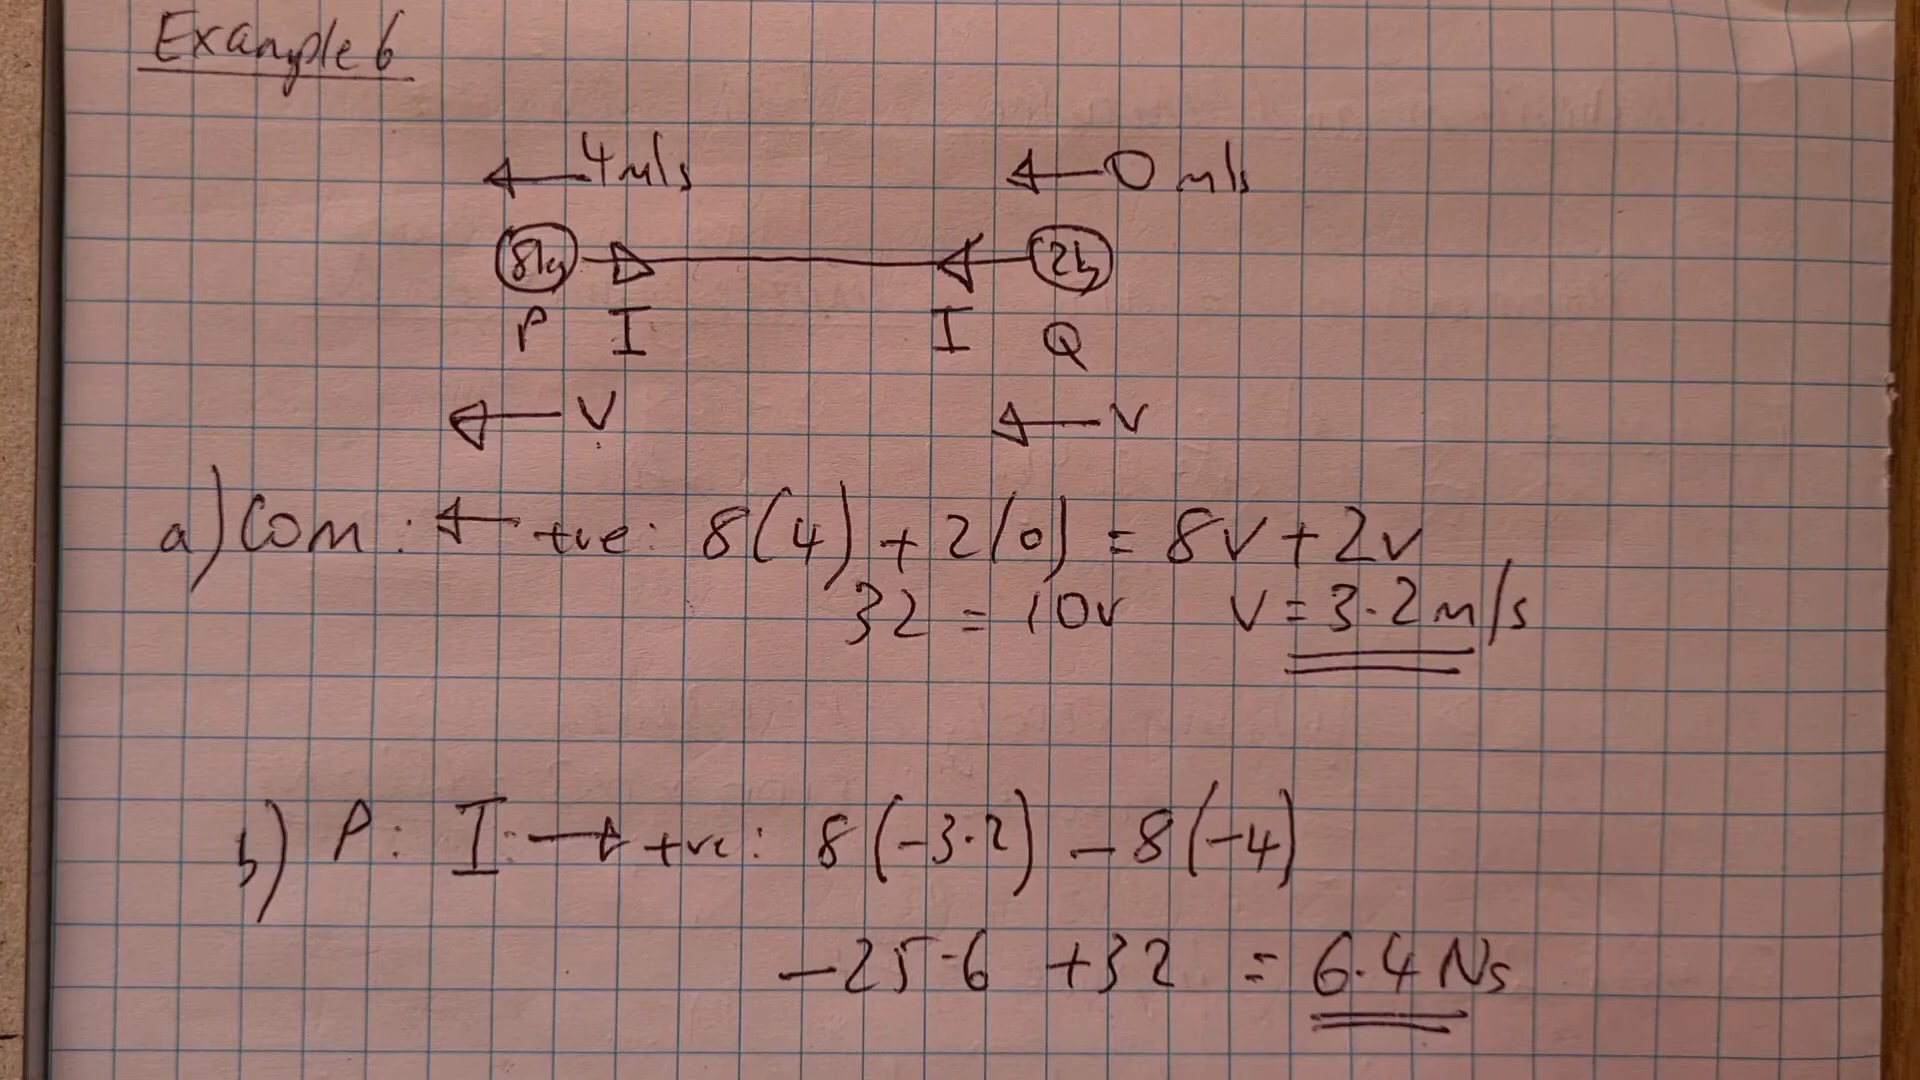 Example 6
4 m/s 0 m/s
8kg 2kg
P I I Q
V V
a) COM: ← +ve: 8(4) + 2(0) = 8v + 2v
32 = 10v v = 3.2 m/s
b) P: I: → +ve: 8(-3.2) - 8(-4)
-25.6 +32 = 6.4 Ns